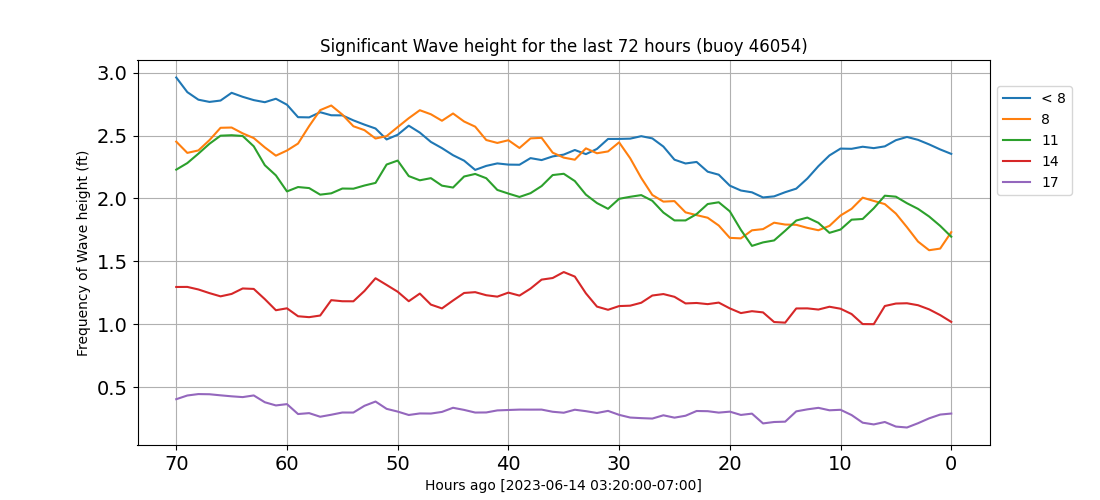 Significant Wave height for the last 72 hours (buoy 46054)
3.0
2.5
2.0
1.5
1.0
0.5
Frequency of Wave height (ft)
70 60 50 40 30 20 10 0
Hours ago [2023-06-14 03:20:00-07:00]
< 8
8
11
14
17